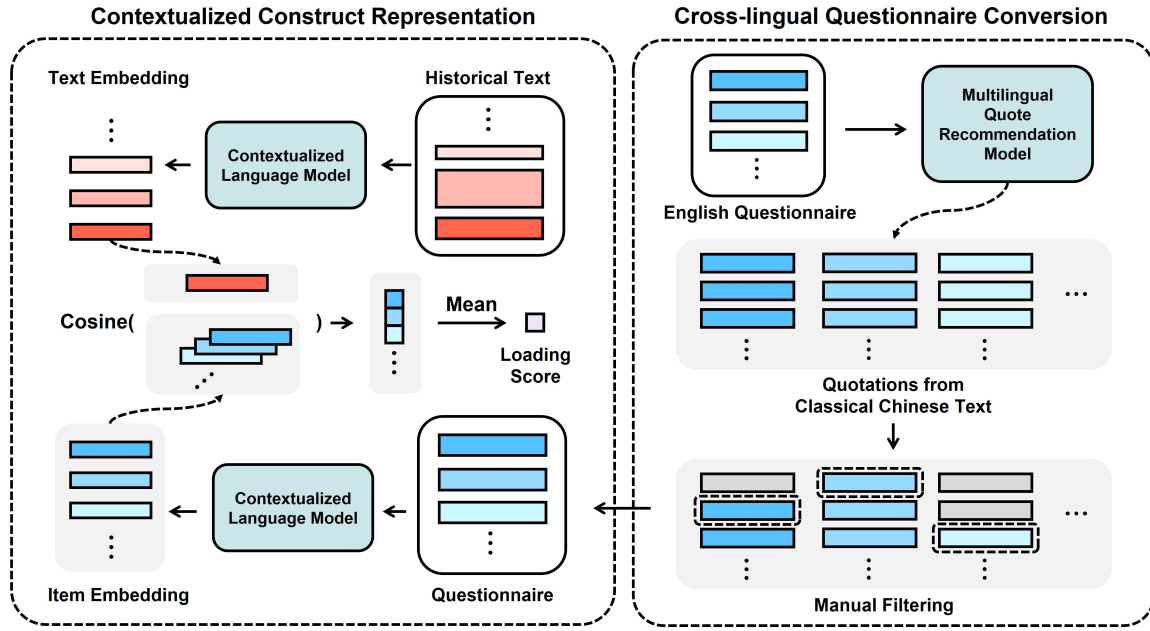 Contextualized Construct Representation
Text Embedding
Historical Text
Contextualized
Language Model
Cosine(
)
Mean
Loading
Score
Contextualized
Language Model
Item Embedding
Questionnaire
Cross-lingual Questionnaire Conversion
English Questionnaire
Multilingual
Quote
Recommendation
Model
Quotations from
Classical Chinese Text
Manual Filtering